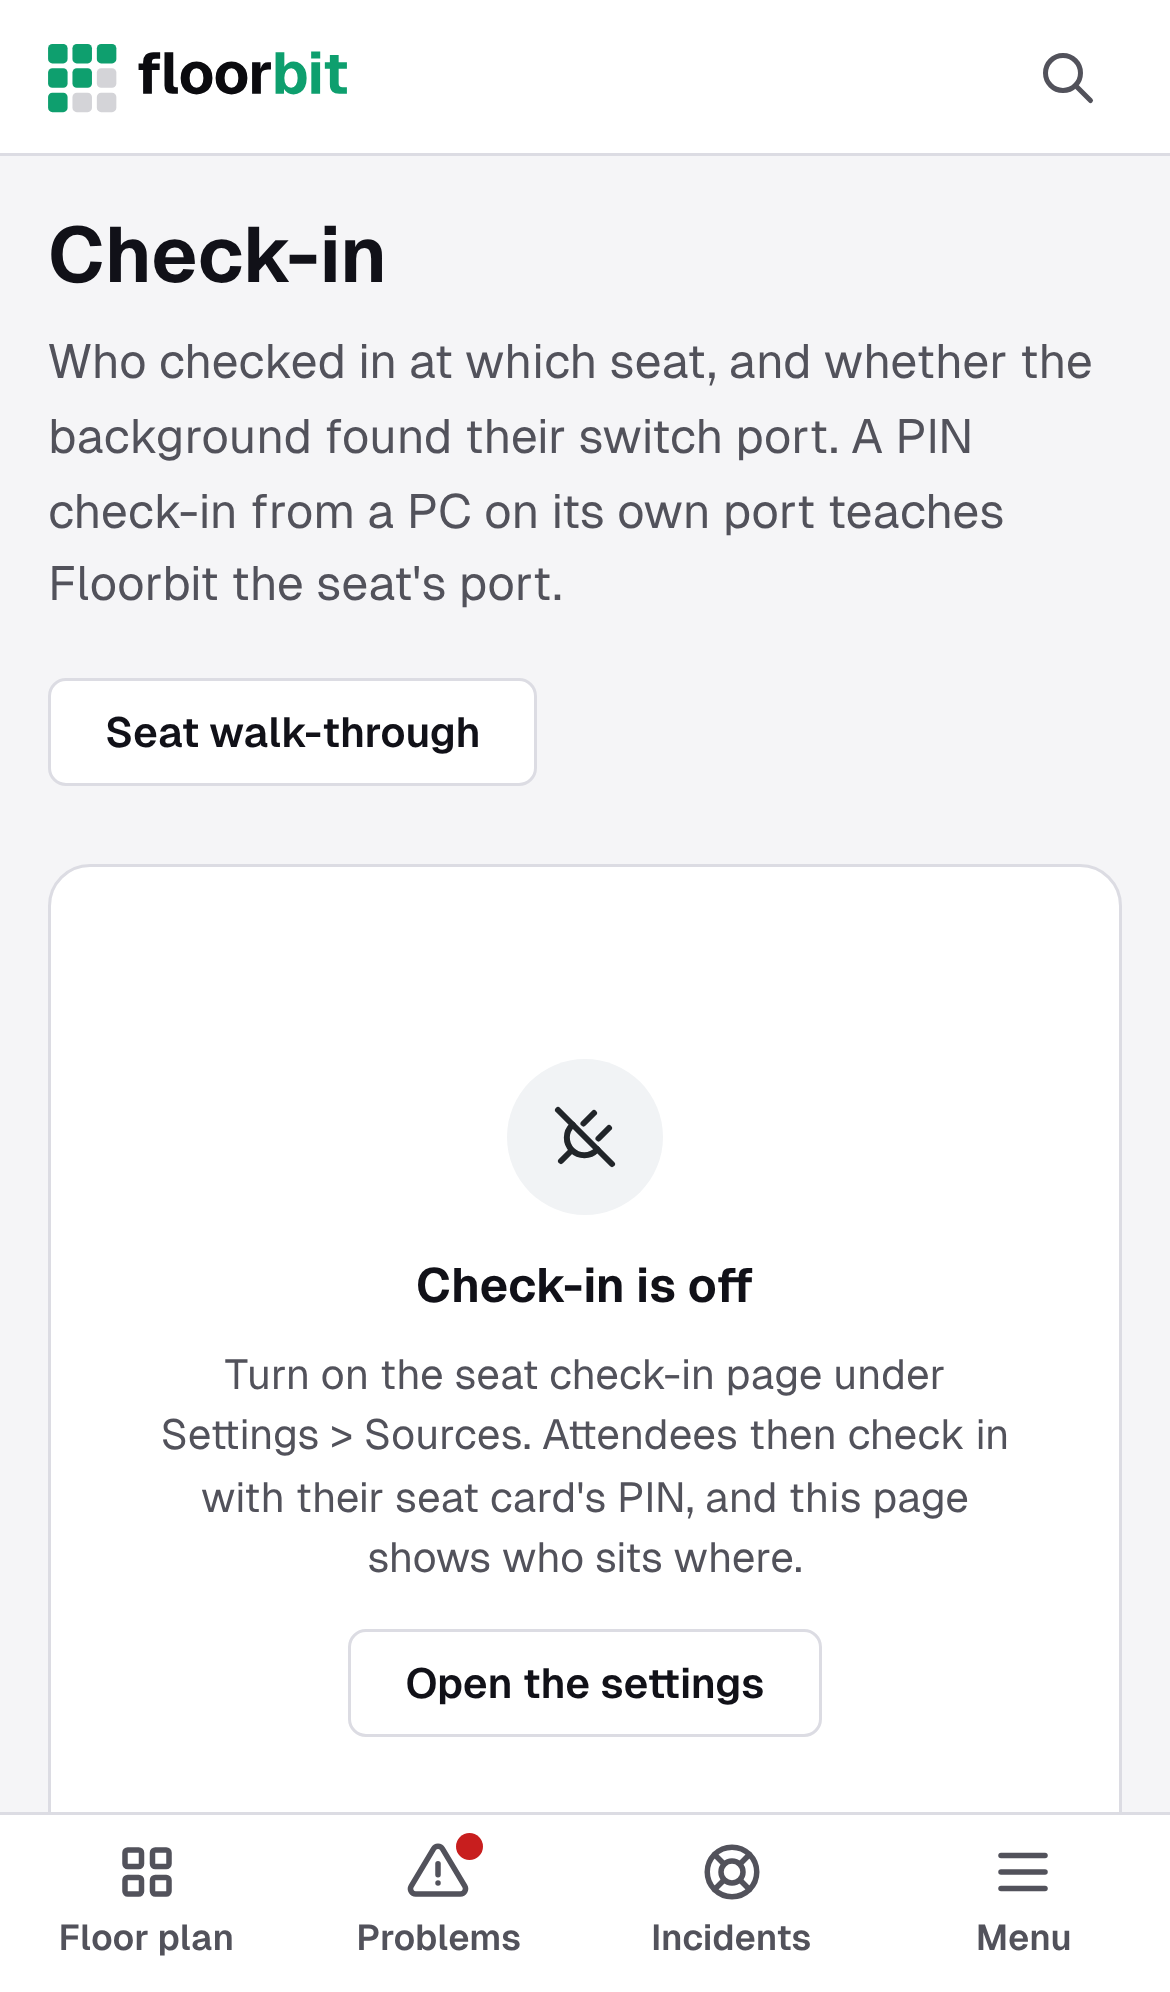 floorbit
Check-in
Who checked in at which seat, and whether the
background found their switch port. A PIN
check-in from a PC on its own port teaches
Floorbit the seat's port.
Seat walk-through
Check-in is off
Turn on the seat check-in page under
Settings > Sources. Attendees then check in
with their seat card's PIN, and this page
shows who sits where.
Open the settings
Floor plan
Problems
Incidents
Menu